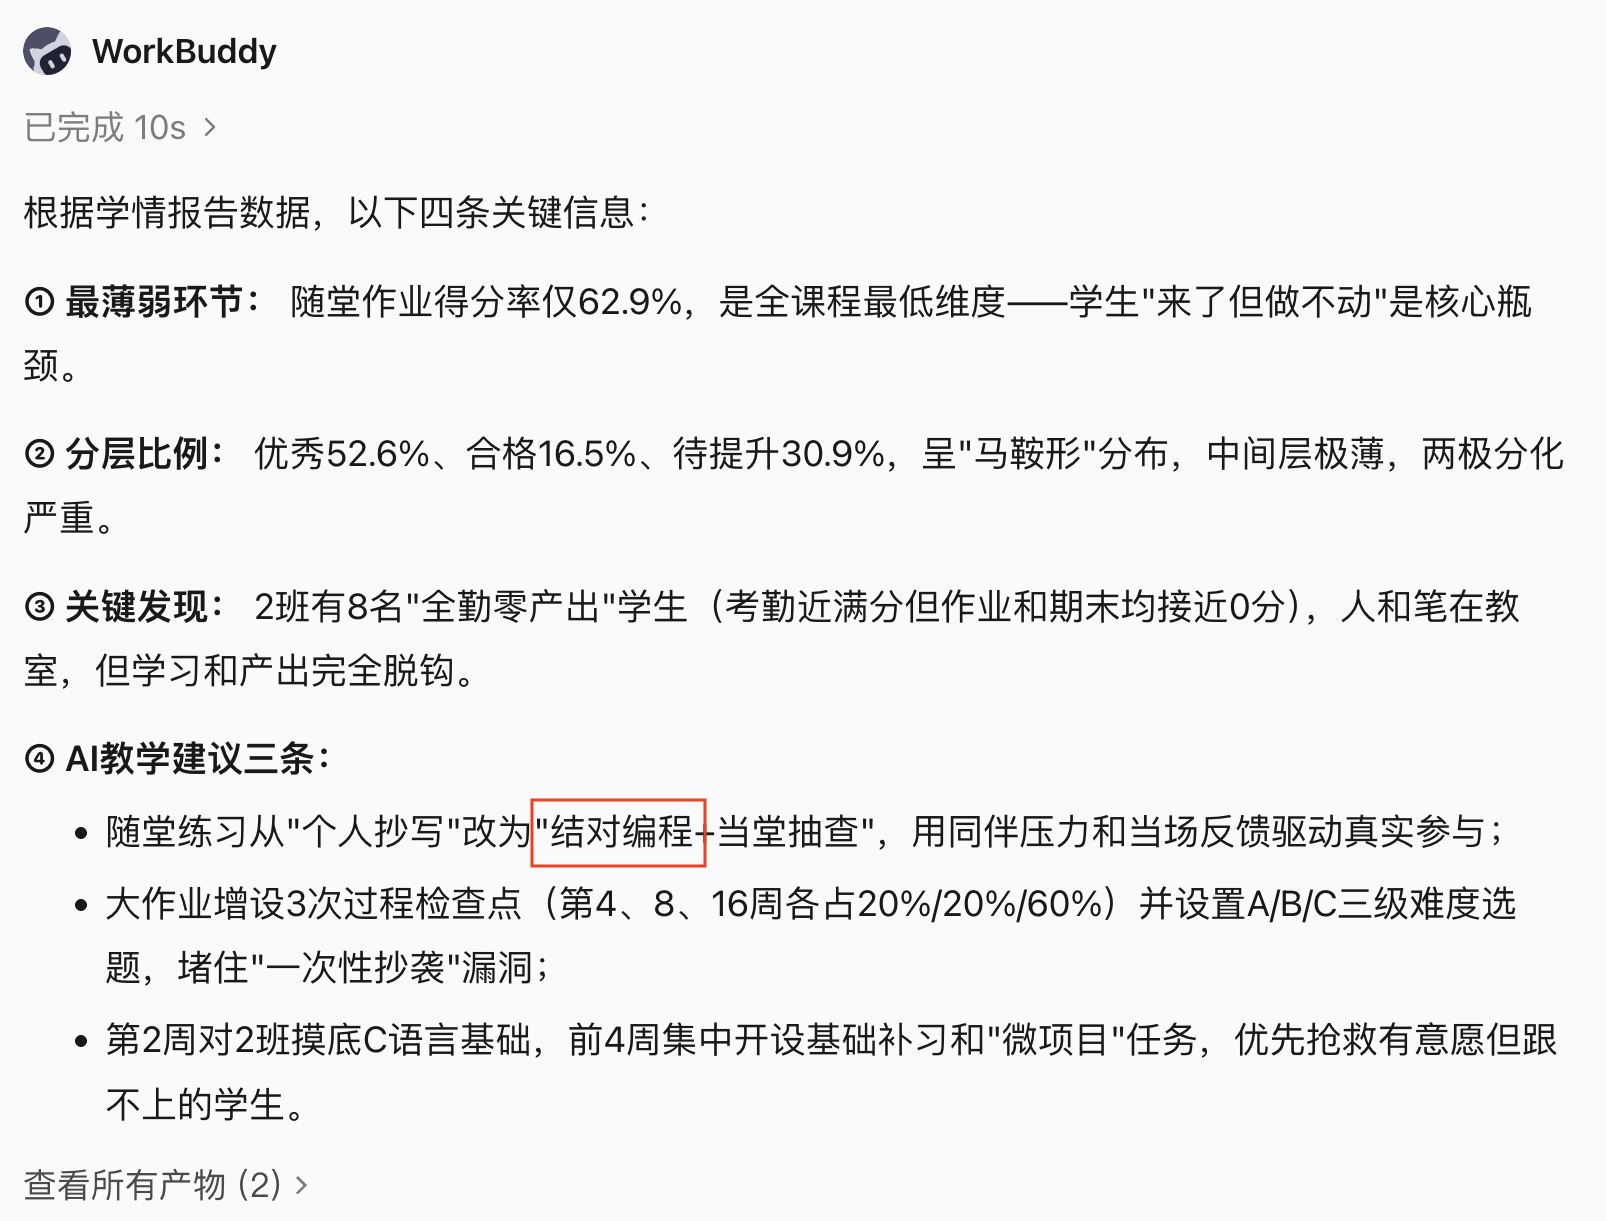 WorkBuddy
已完成 10s >
根据学情报告数据，以下四条关键信息：
① 最薄弱环节： 随堂作业得分率仅62.9%，是全课程最低维度——学生"来了但做不动"是核心瓶
颈。
② 分层比例： 优秀52.6%、合格16.5%、待提升30.9%，呈"马鞍形"分布，中间层极薄，两极分化
严重。
③ 关键发现： 2班有8名"全勤零产出"学生（考勤近满分但作业和期末均接近0分），人和笔在教
室，但学习和产出完全脱钩。
④ AI教学建议三条：
• 随堂练习从"个人抄写"改为"结对编程+当堂抽查"，用同伴压力和当场反馈驱动真实参与；
• 大作业增设3次过程检查点（第4、8、16周各占20%/20%/60%）并设置A/B/C三级难度选
题，堵住"一次性抄袭"漏洞；
• 第2周对2班摸底C语言基础，前4周集中开设基础补习和"微项目"任务，优先抢救有意愿但跟
不上的学生。
查看所有产物 (2) >